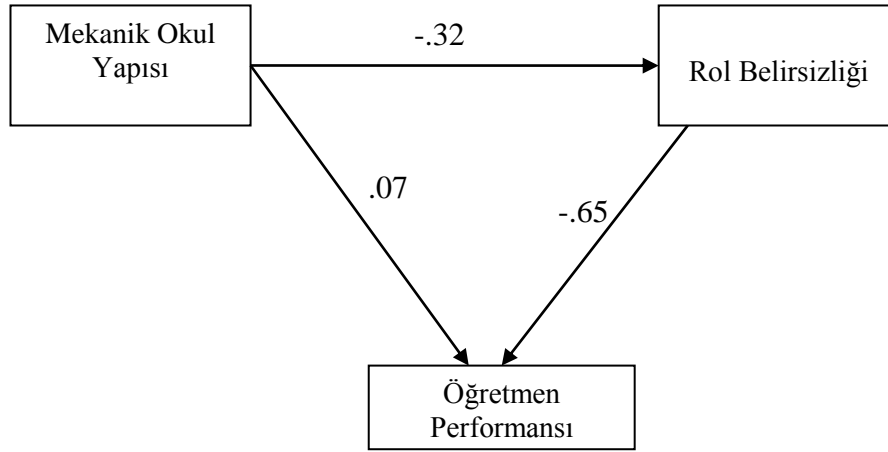 Mekanik Okul
Yapısı
-.32
Rol Belirsizliği
.07
-.65
Öğretmen
Performansı